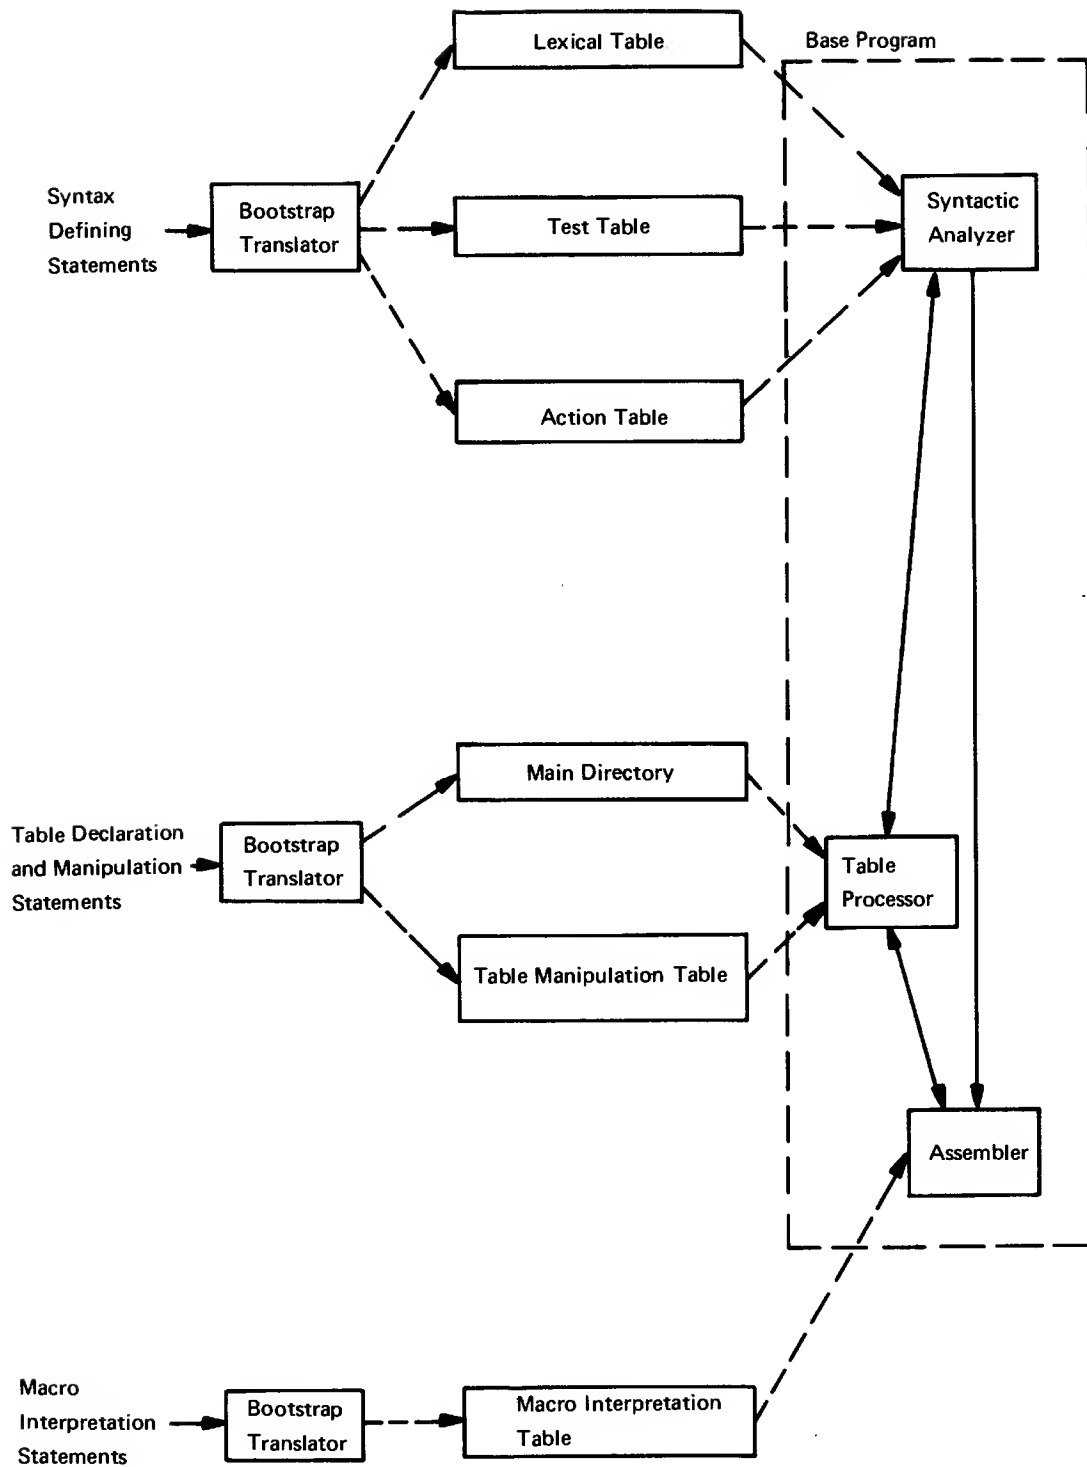 Lexical Table
Base Program
Syntax
Defining
Statements
Bootstrap
Translator
Test Table
Syntactic
Analyzer
Action Table
Main Directory
Table Declaration
and Manipulation
Statements
Bootstrap
Translator
Table
Processor
Table Manipulation Table
Assembler
Macro
Interpretation
Statements
Bootstrap
Translator
Macro Interpretation
Table